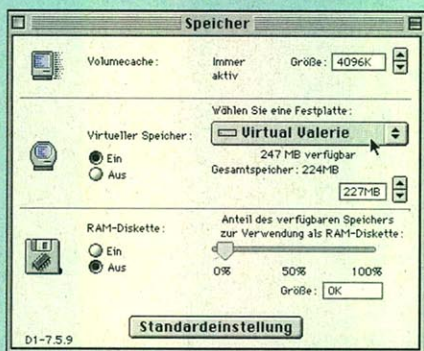 Speicher
Volumecache:
Immer aktiv
Größe: 4096K
Wählen Sie eine Festplatte:
Virtual Valerie
Virtueller Speicher:
247 MB verfügbar
Ein
Gesamtspeicher: 224MB
Aus
227MB
Anteil des verfügbaren Speichers
zur Verwendung als RAM-Diskette:
RAM-Diskette:
Ein
Aus
0% 50% 100%
Größe: 0K
Standardeinstellung
D1-7.5.9